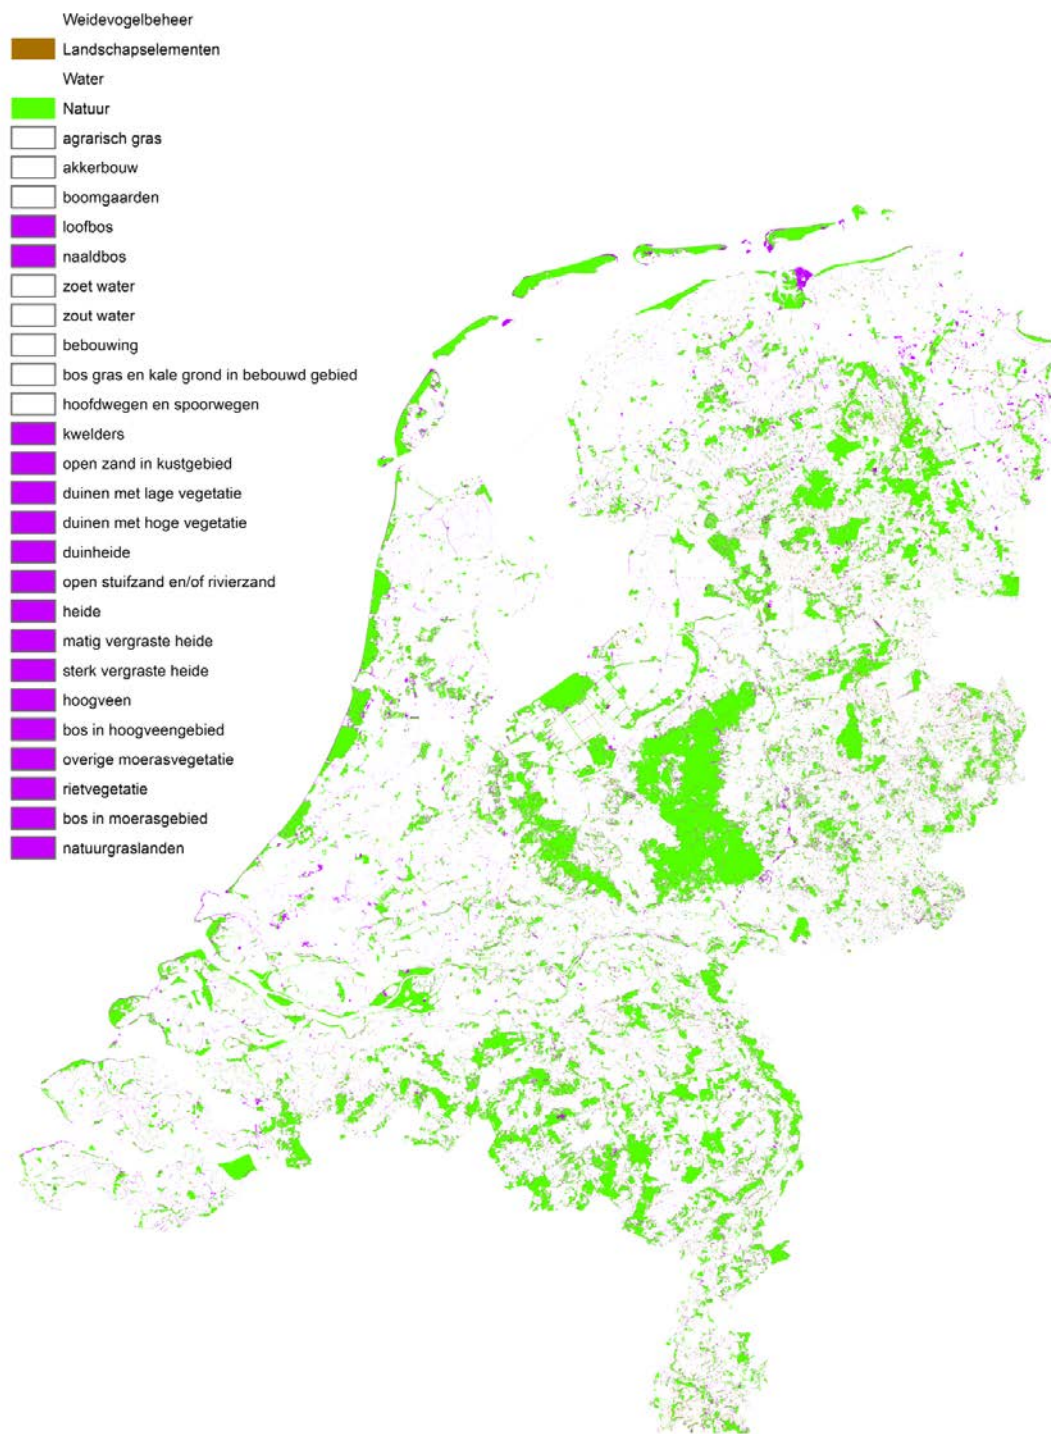 Weidevogelbeheer
Landschapselementen
Water
Natuur
agrarisch gras
akkerbouw
boomgaarden
loofbos
naaldbos
zoet water
zout water
bebouwing
bos gras en kale grond in bebouwd gebied
hoofdwegen en spoorwegen
kwelders
open zand in kustgebied
duinen met lage vegetatie
duinen met hoge vegetatie
duinheide
open stuifzand en/of rivierzand
heide
matig vergraste heide
sterk vergraste heide
hoogveen
bos in hoogveengebied
overige moerasvegetatie
rietvegetatie
bos in moerasgebied
natuurgraslanden